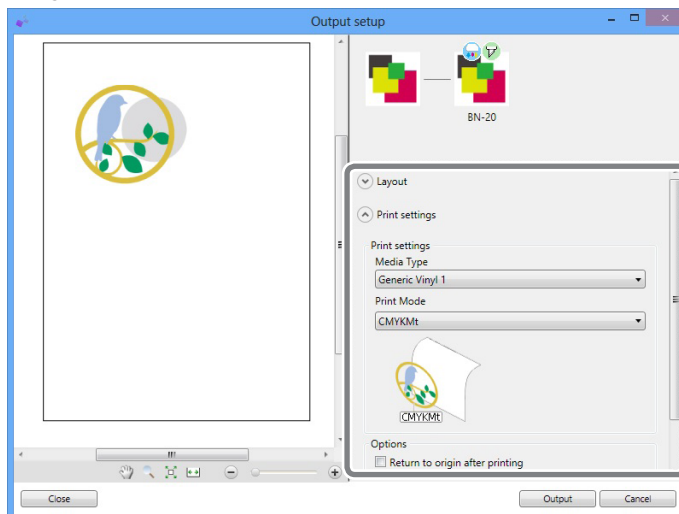 Output setup
BN-20
Layout
Print settings
Print settings
Media Type
Generic Vinyl 1
Print Mode
CMYKMt
CMYKMt
Options
Return to origin after printing
Close
Output
Cancel